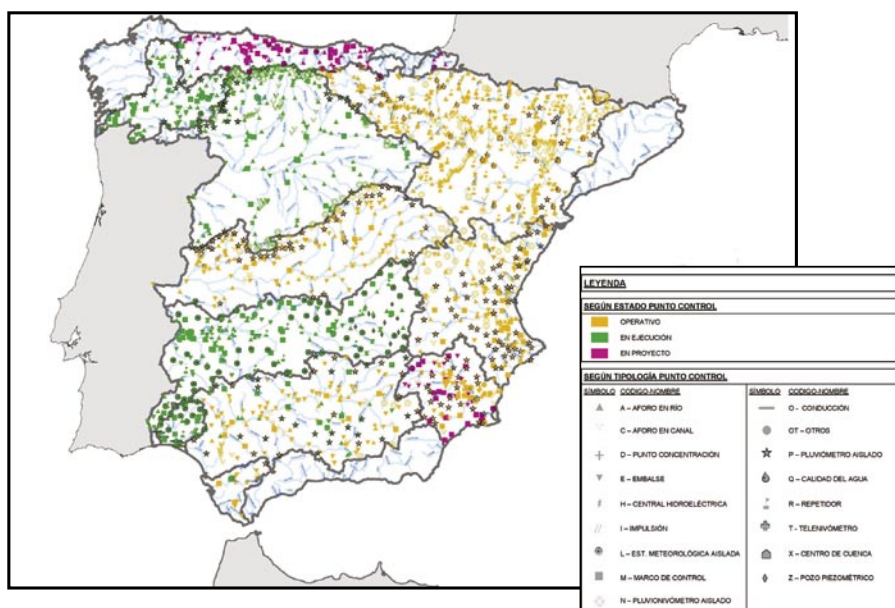 LEYENDA
SEGÚN ESTADO PUNTO CONTROL
OPERATIVO
EN EJECUCIÓN
EN PROYECTO
SEGÚN TIPOLOGÍA PUNTO CONTROL
SÍMBOLO CODIGO-NOMBRE
A – AFORO EN RÍO
C – AFORO EN CANAL
D – PUNTO CONCENTRACIÓN
E – EMBALSE
H – CENTRAL HIDROELÉCTRICA
I – IMPULSIÓN
L – EST. METEOROLÓGICA AISLADA
M – MARCO DE CONTROL
N – PLUVIONIVÓMETRO AISLADO
SÍMBOLO CODIGO-NOMBRE
O - CONDUCCIÓN
OT – OTROS
P – PLUVIÓMETRO AISLADO
Q – CALIDAD DEL AGUA
R – REPETIDOR
T - TELENIVÓMETRO
X – CENTRO DE CUENCA
Z – POZO PIEZOMÉTRICO